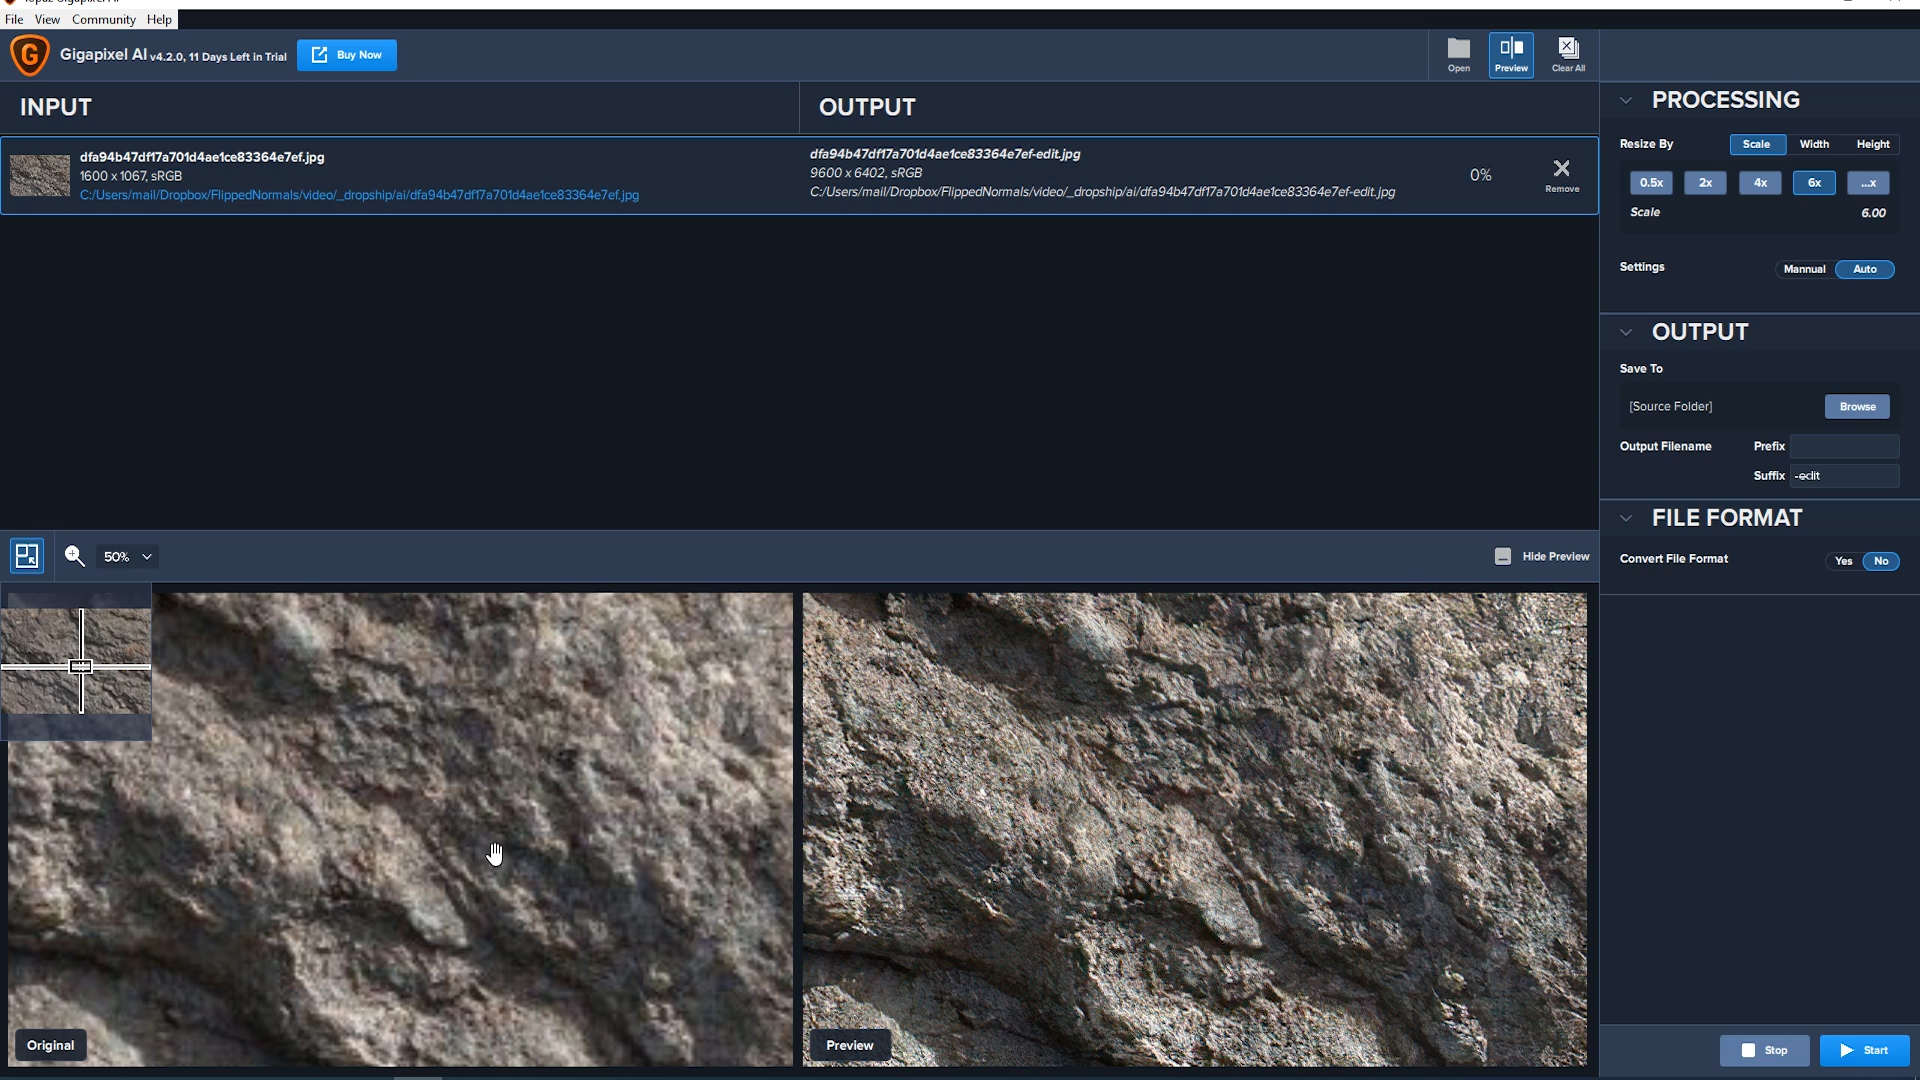 Topaz Gigapixel AI
File View Community Help
Gigapixel AI v4.2.0, 11 Days Left in Trial
Buy Now
Open
Preview
Clear All
INPUT
OUTPUT
dfa94b47df17a701d4ae1ce83364e7ef.jpg
1600 x 1067, sRGB
C:/Users/mail/Dropbox/FlippedNormals/video/_dropship/ai/dfa94b47df17a701d4ae1ce83364e7ef.jpg
dfa94b47df17a701d4ae1ce83364e7ef-edit.jpg
9600 x 6402, sRGB
C:/Users/mail/Dropbox/FlippedNormals/video/_dropship/ai/dfa94b47df17a701d4ae1ce83364e7ef-edit.jpg
0%
Remove
PROCESSING
Resize By
Scale Width Height
0.5x 2x 4x 6x ...x
Scale 6.00
Settings Mannual Auto
OUTPUT
Save To
[Source Folder] Browse
Output Filename Prefix
Suffix -edit
FILE FORMAT
Convert File Format Yes No
50%
Hide Preview
Original
Preview
Stop
Start